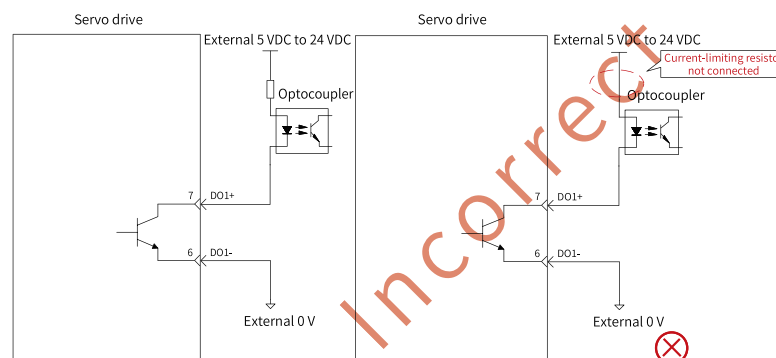 Servo drive
External 5 VDC to 24 VDC
Optocoupler
7 DO1+
6 DO1-
External 0 V
Servo drive
External 5 VDC to 24 VDC
Current-limiting resisto
not connected
Optocoupler
7 DO1+
6 DO1-
External 0 V
Incorrect